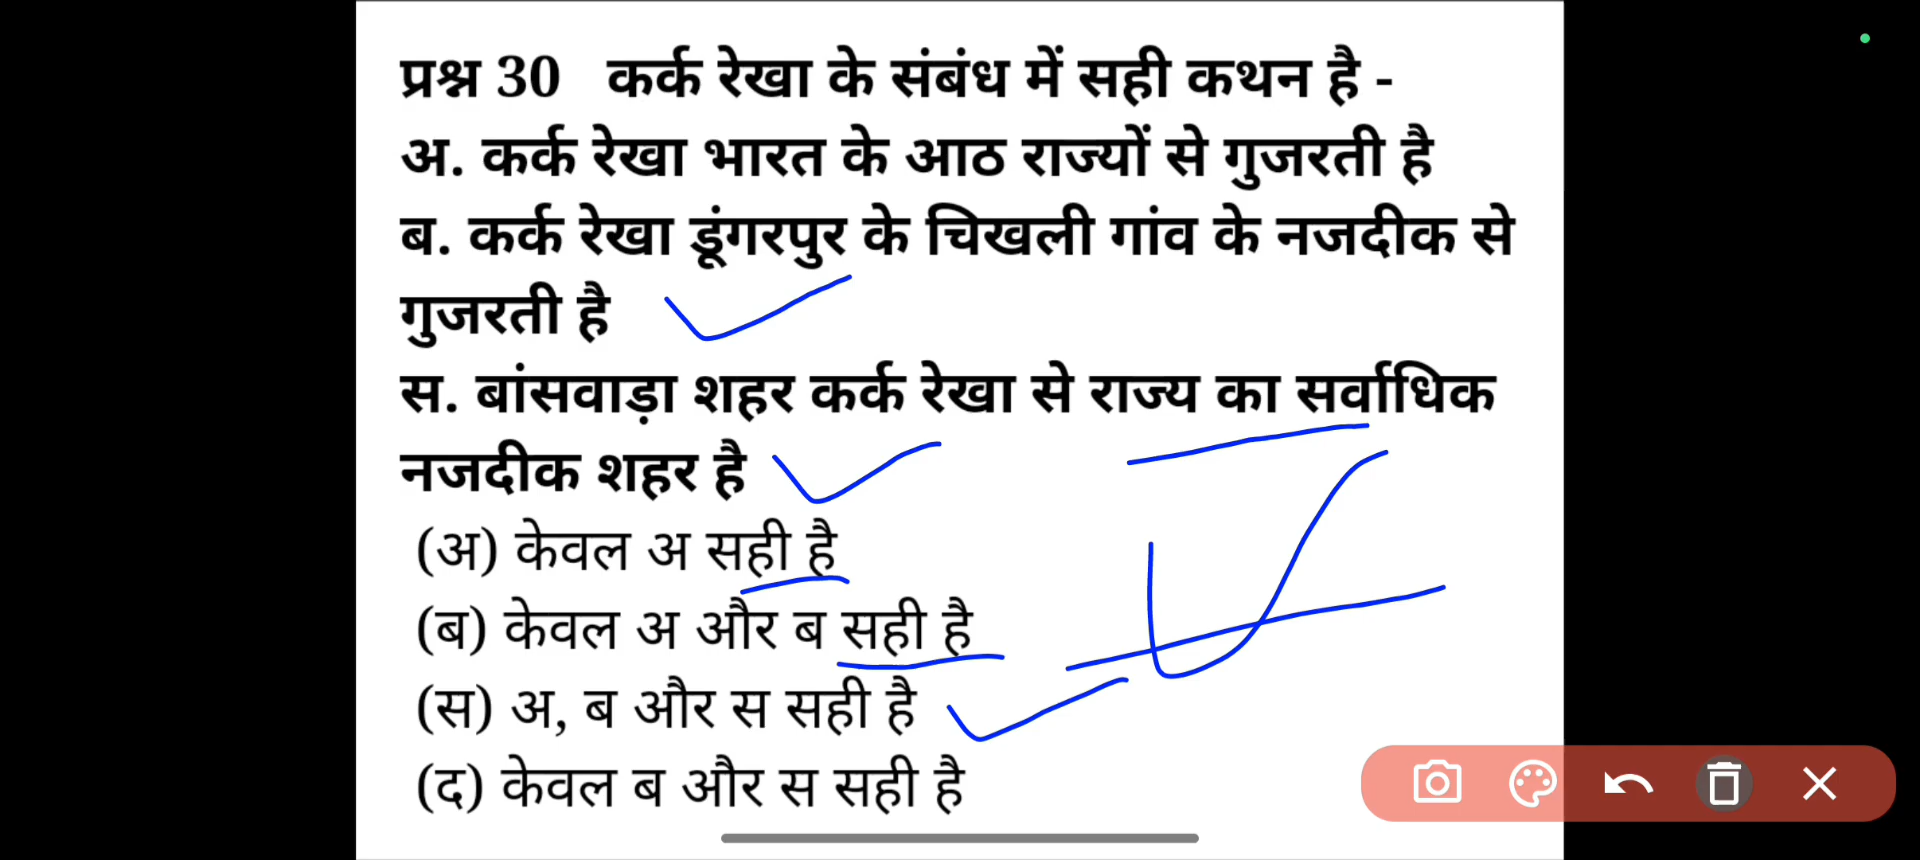 प्रश्न 30 कर्क रेखा के संबंध में सही कथन है -
अ. कर्क रेखा भारत के आठ राज्यों से गुजरती है
ब. कर्क रेखा डूंगरपुर के चिखली गांव के नजदीक से
गुजरती है
स. बांसवाड़ा शहर कर्क रेखा से राज्य का सर्वाधिक
नजदीक शहर है
(अ) केवल अ सही है
(ब) केवल अ और ब सही है
(स) अ, ब और स सही है
(द) केवल ब और स सही है